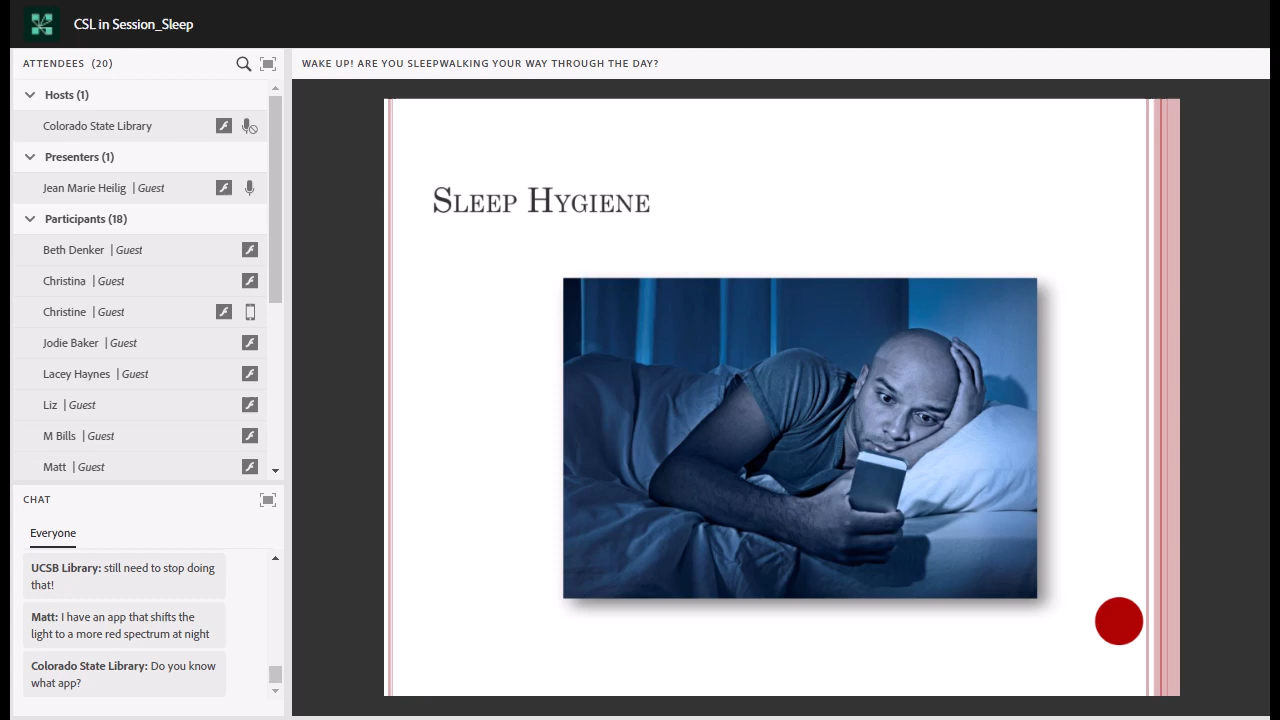 CSL in Session_Sleep
ATTENDEES (20)
Hosts (1)
Colorado State Library
Presenters (1)
Jean Marie Heilig | Guest
Participants (18)
Beth Denker | Guest
Christina | Guest
Christine | Guest
Jodie Baker | Guest
Lacey Haynes | Guest
Liz | Guest
M Bills | Guest
Matt | Guest
CHAT
Everyone
UCSB Library: still need to stop doing
that!
Matt: I have an app that shifts the
light to a more red spectrum at night
Colorado State Library: Do you know
what app?
WAKE UP! ARE YOU SLEEPWALKING YOUR WAY THROUGH THE DAY?
SLEEP HYGIENE